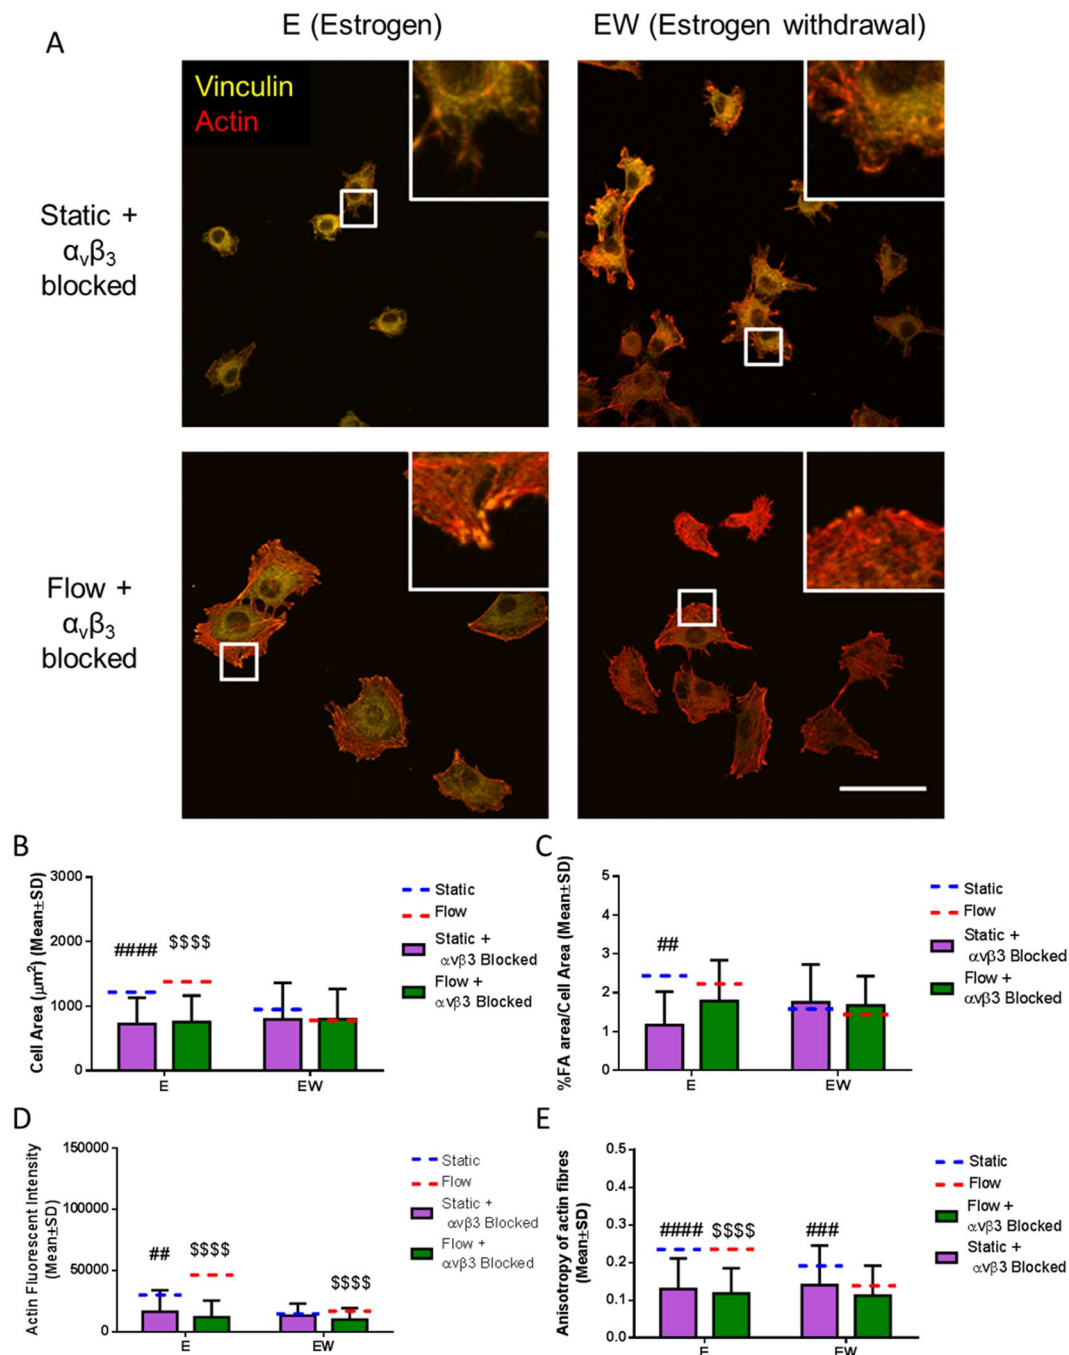 E (Estrogen)
EW (Estrogen withdrawal)
A
Vinculin
Actin
Static +
αvβ3
blocked
Flow +
αvβ3
blocked
B
Cell Area (μm²) (Mean±SD)
3000
2000
1000
0
####
$$$$
E
EW
Static
Flow
Static +
αvβ3 Blocked
Flow +
αvβ3 Blocked
C
%FA area/Cell Area (Mean±SD)
5
4
3
2
1
0
##
E
EW
Static
Flow
Static +
αvβ3 Blocked
Flow +
αvβ3 Blocked
D
Actin Fluorescent Intensity
(Mean±SD)
150000
100000
50000
0
##
$$$$
$$$$
E
EW
Static
Flow
Static +
αvβ3 Blocked
Flow +
αvβ3 Blocked
E
Anisotropy of actin fibres
(Mean±SD)
0.5
0.4
0.3
0.2
0.1
0.0
####
$$$$
###
E
EW
Static
Flow
Flow +
αvβ3 Blocked
Static +
αvβ3 Blocked